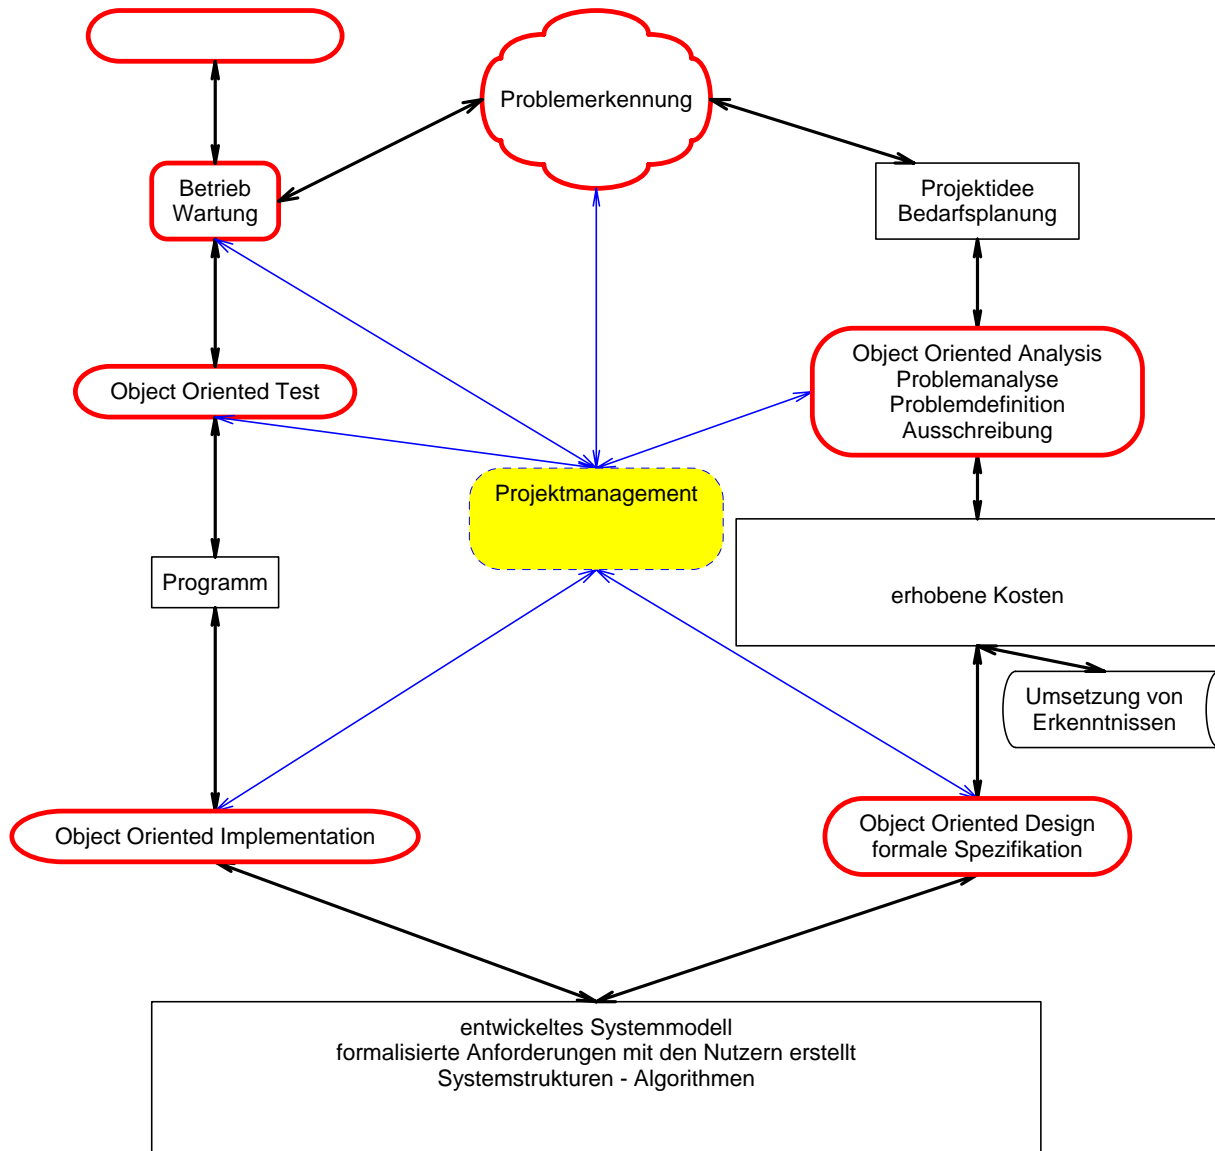 Problemerkennung
Betrieb
Wartung
Projektidee
Bedarfsplanung
Object Oriented Test
Object Oriented Analysis
Problemanalyse
Problemdefinition
Ausschreibung
Projektmanagement
Programm
erhobene Kosten
Umsetzung von
Erkenntnissen
Object Oriented Implementation
Object Oriented Design
formale Spezifikation
entwickeltes Systemmodell
formalisierte Anforderungen mit den Nutzern erstellt
Systemstrukturen - Algorithmen